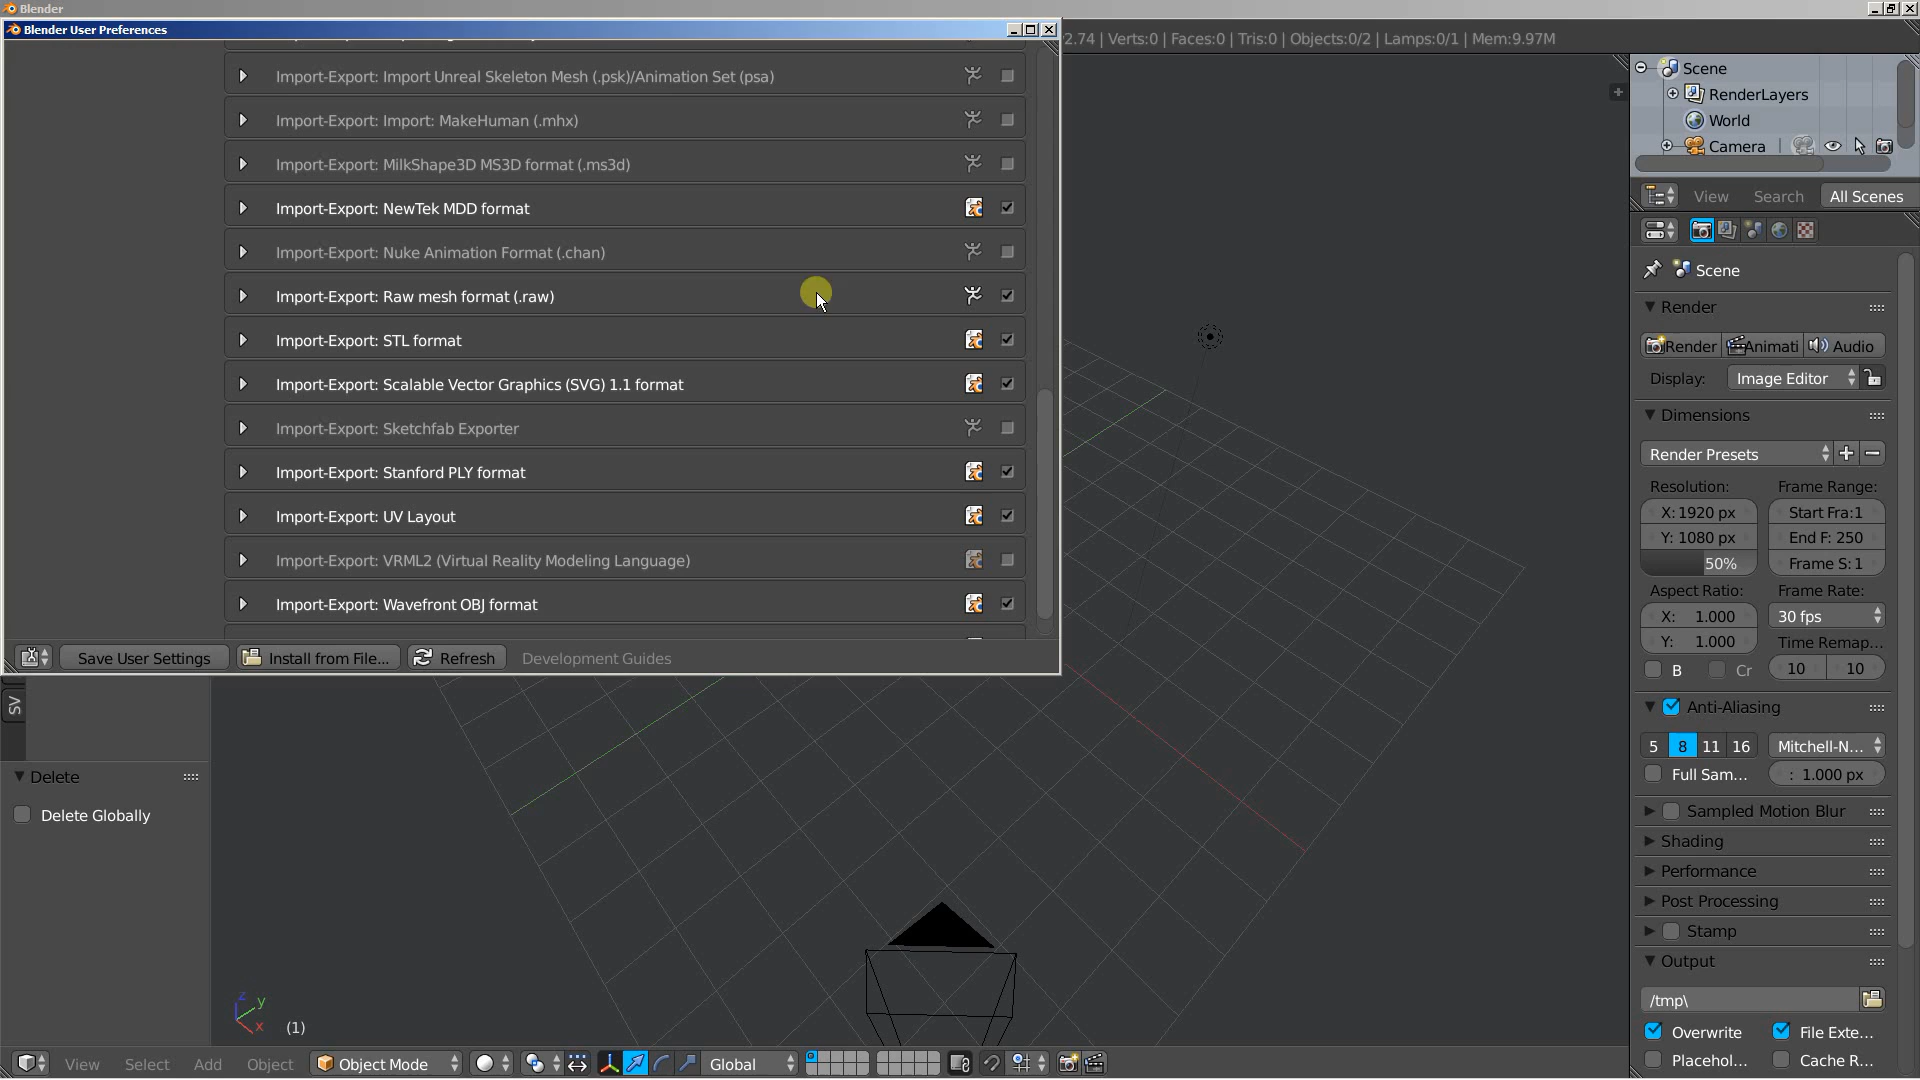 Blender
Blender User Preferences
2.74 | Verts:0 | Faces:0 | Tris:0 | Objects:0/2 | Lamps:0/1 | Mem:9.97M
Import-Export: Import Unreal Skeleton Mesh (.psk)/Animation Set (psa)
Import-Export: Import: MakeHuman (.mhx)
Import-Export: MilkShape3D MS3D format (.ms3d)
Import-Export: NewTek MDD format
Import-Export: Nuke Animation Format (.chan)
Import-Export: Raw mesh format (.raw)
Import-Export: STL format
Import-Export: Scalable Vector Graphics (SVG) 1.1 format
Import-Export: Sketchfab Exporter
Import-Export: Stanford PLY format
Import-Export: UV Layout
Import-Export: VRML2 (Virtual Reality Modeling Language)
Import-Export: Wavefront OBJ format
Save User Settings
Install from File...
Refresh
Development Guides
SV
Delete
Delete Globally
z
y
x
(1)
View
Select
Add
Object
Object Mode
Global
Scene
RenderLayers
World
Camera
View
Search
All Scenes
Scene
Render
Render
Animati
Audio
Display:
Image Editor
Dimensions
Render Presets
Resolution:
Frame Range:
X: 1920 px
Start Fra:1
Y: 1080 px
End F: 250
50%
Frame S: 1
Aspect Ratio:
Frame Rate:
X: 1.000
30 fps
Y: 1.000
Time Remap...
B
Cr
10
10
Anti-Aliasing
5
8
11
16
Mitchell-N...
Full Sam...
: 1.000 px
Sampled Motion Blur
Shading
Performance
Post Processing
Stamp
Output
/tmp\
Overwrite
File Exte...
Placehol...
Cache R...